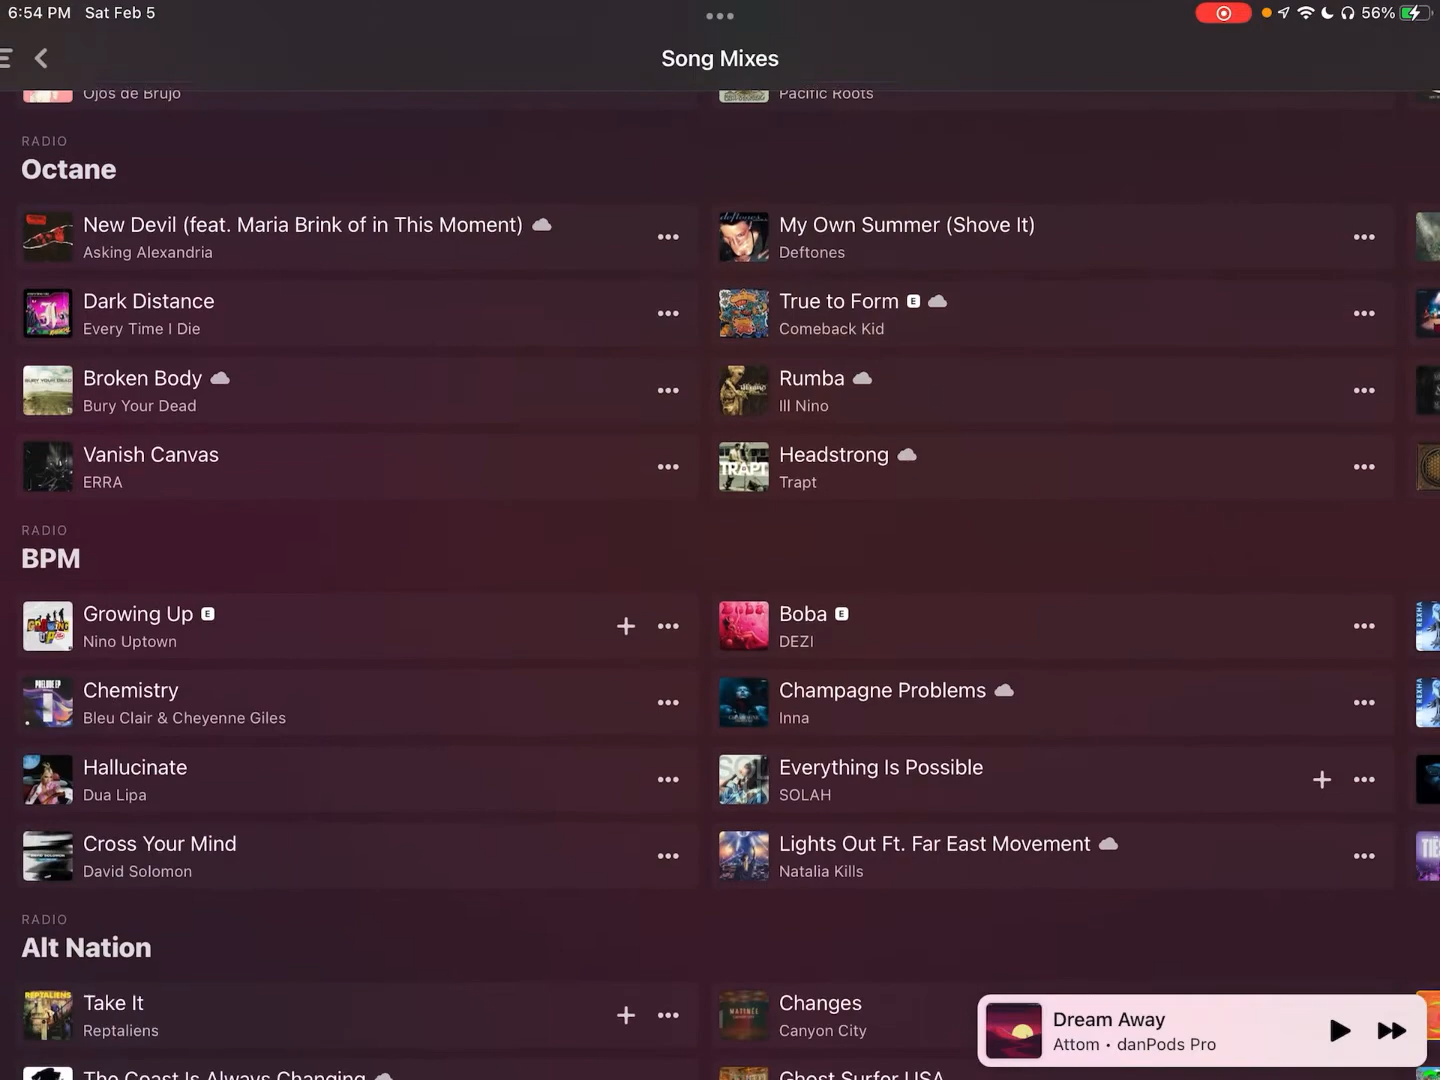 6:54 PM Sat Feb 5
56%
Song Mixes
Ojos de Brujo
Pacific Roots
RADIO
Octane
New Devil (feat. Maria Brink of in This Moment)
Asking Alexandria
My Own Summer (Shove It)
Deftones
Dark Distance
Every Time I Die
True to Form E
Comeback Kid
Broken Body
Bury Your Dead
Rumba
Ill Nino
Vanish Canvas
ERRA
TRAPT
Headstrong
Trapt
RADIO
BPM
Growing Up E
Nino Uptown
Boba E
DEZI
Chemistry
Bleu Clair & Cheyenne Giles
Champagne Problems
Inna
Hallucinate
Dua Lipa
Everything Is Possible
SOLAH
Cross Your Mind
David Solomon
Lights Out Ft. Far East Movement
Natalia Kills
RADIO
Alt Nation
REPTALIENS
Take It
Reptaliens
Changes
Canyon City
Dream Away
Attom • danPods Pro
The Coast Is Always Changing
Ghost Surfer USA